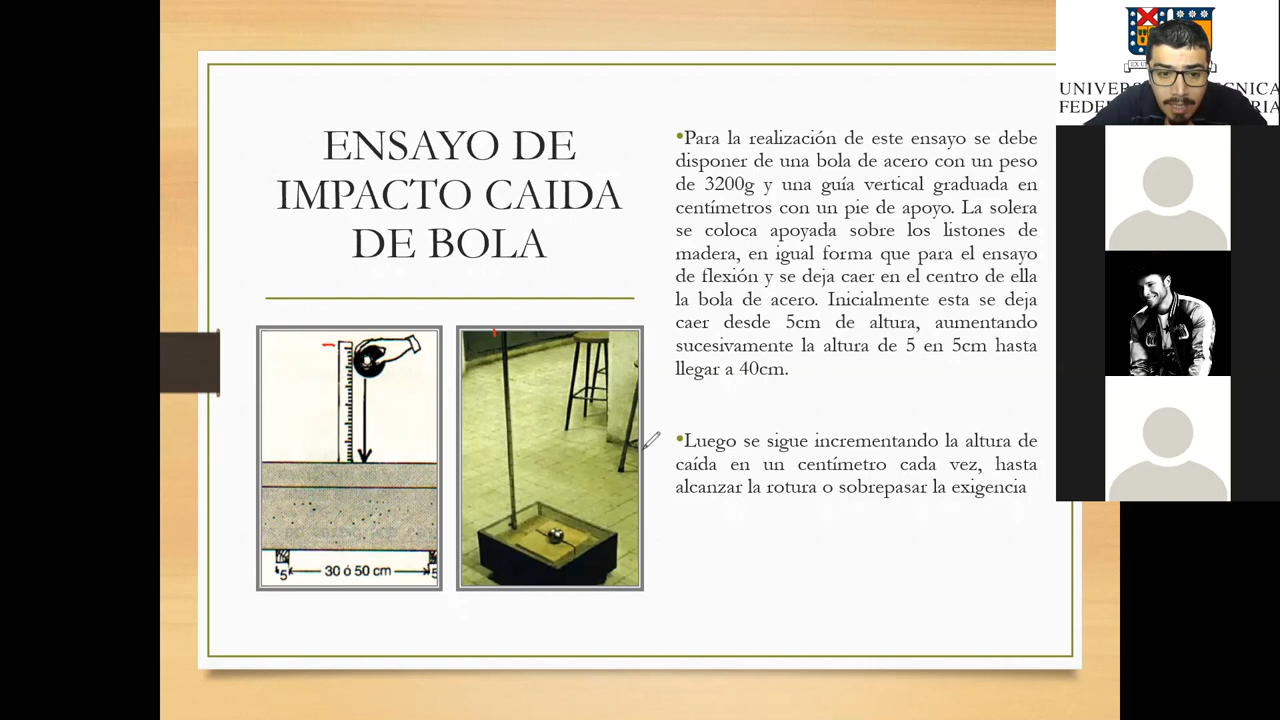 ENSAYO DE
IMPACTO CAIDA
DE BOLA
•Para la realización de este ensayo se debe
disponer de una bola de acero con un peso
de 3200g y una guía vertical graduada en
centímetros con un pie de apoyo. La solera
se coloca apoyada sobre los listones de
madera, en igual forma que para el ensayo
de flexión y se deja caer en el centro de ella
la bola de acero. Inicialmente esta se deja
caer desde 5cm de altura, aumentando
sucesivamente la altura de 5 en 5cm hasta
llegar a 40cm.
•Luego se sigue incrementando la altura de
caída en un centímetro cada vez, hasta
alcanzar la rotura o sobrepasar la exigencia
5 30 ó 50 cm 5
UNIVER CNICA
FEDE RIA